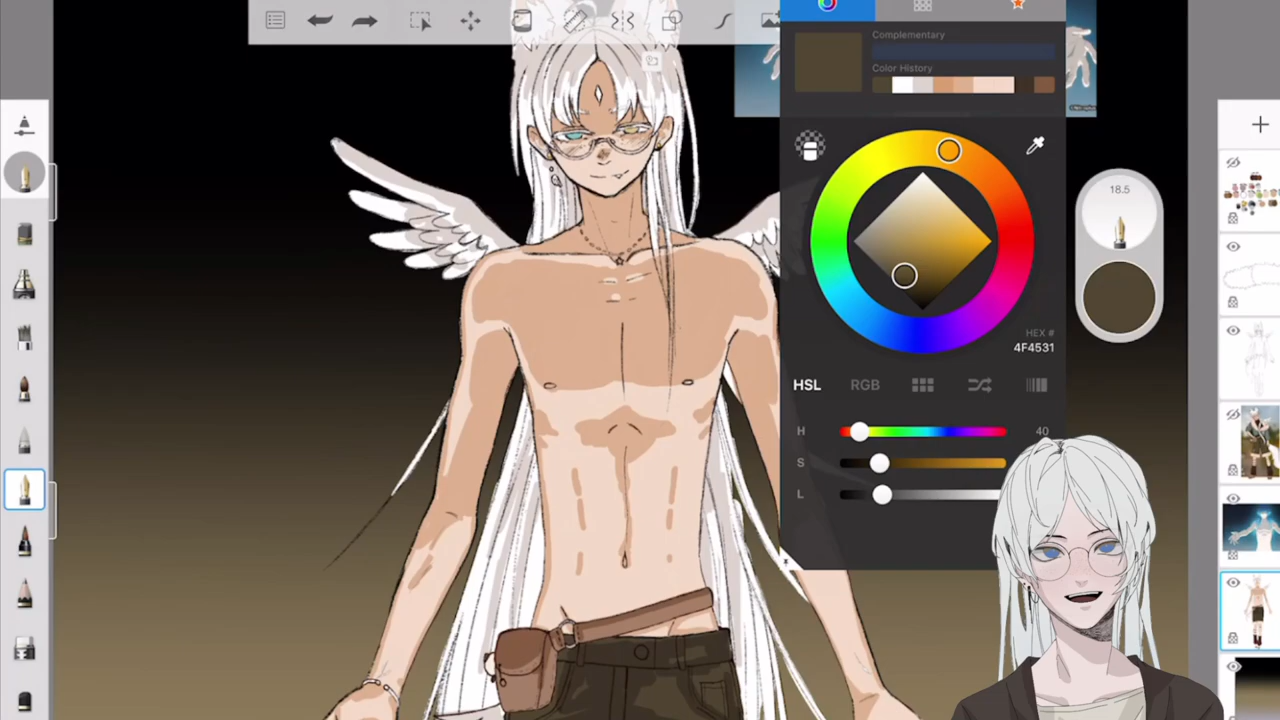 Complementary
Color History
18.5
HEX #
4F4531
HSL RGB
H 40
S
L